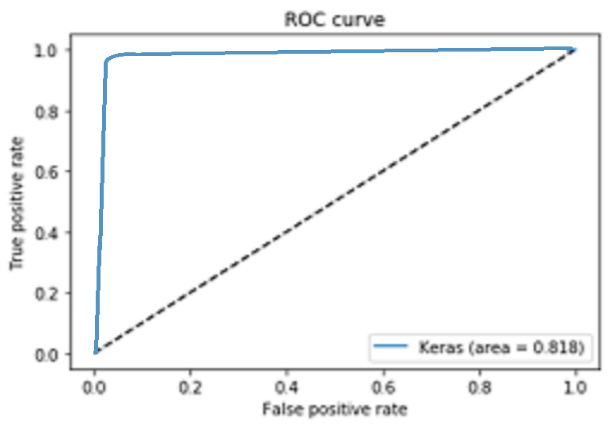 ROC curve
True positive rate
1.0
0.8
0.6
0.4
0.2
0.0
Keras (area = 0.818)
0.0 0.2 0.4 0.6 0.8 1.0
False positive rate